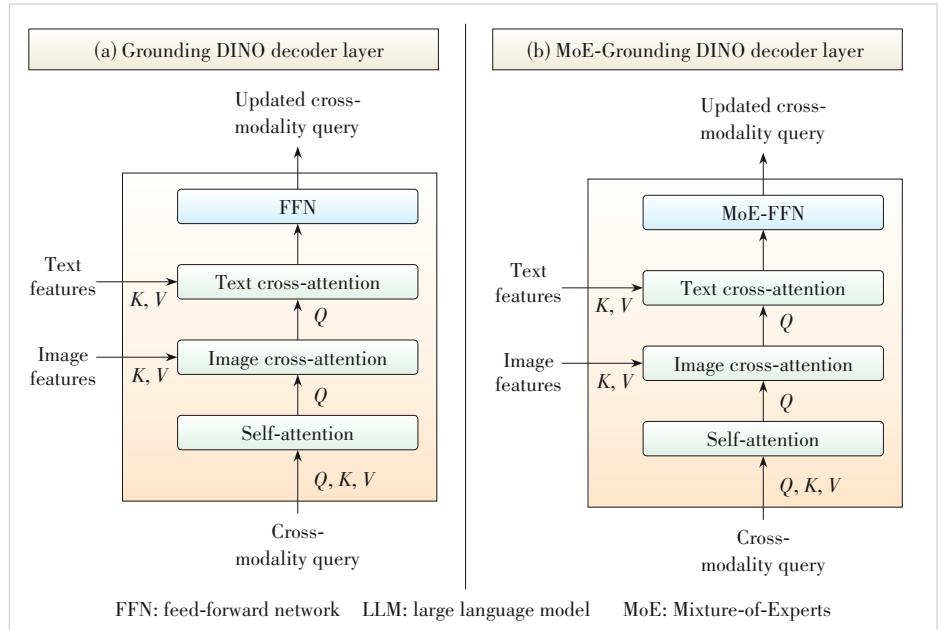 (a) Grounding DINO decoder layer
Updated cross-
modality query
FFN
Text
features
K, V
Text cross-attention
Q
Image
features
K, V
Image cross-attention
Q
Self-attention
Q, K, V
Cross-
modality query
(b) MoE-Grounding DINO decoder layer
Updated cross-
modality query
MoE-FFN
Text
features
K, V
Text cross-attention
Q
Image
features
K, V
Image cross-attention
Q
Self-attention
Q, K, V
Cross-
modality query
FFN: feed-forward network LLM: large language model MoE: Mixture-of-Experts